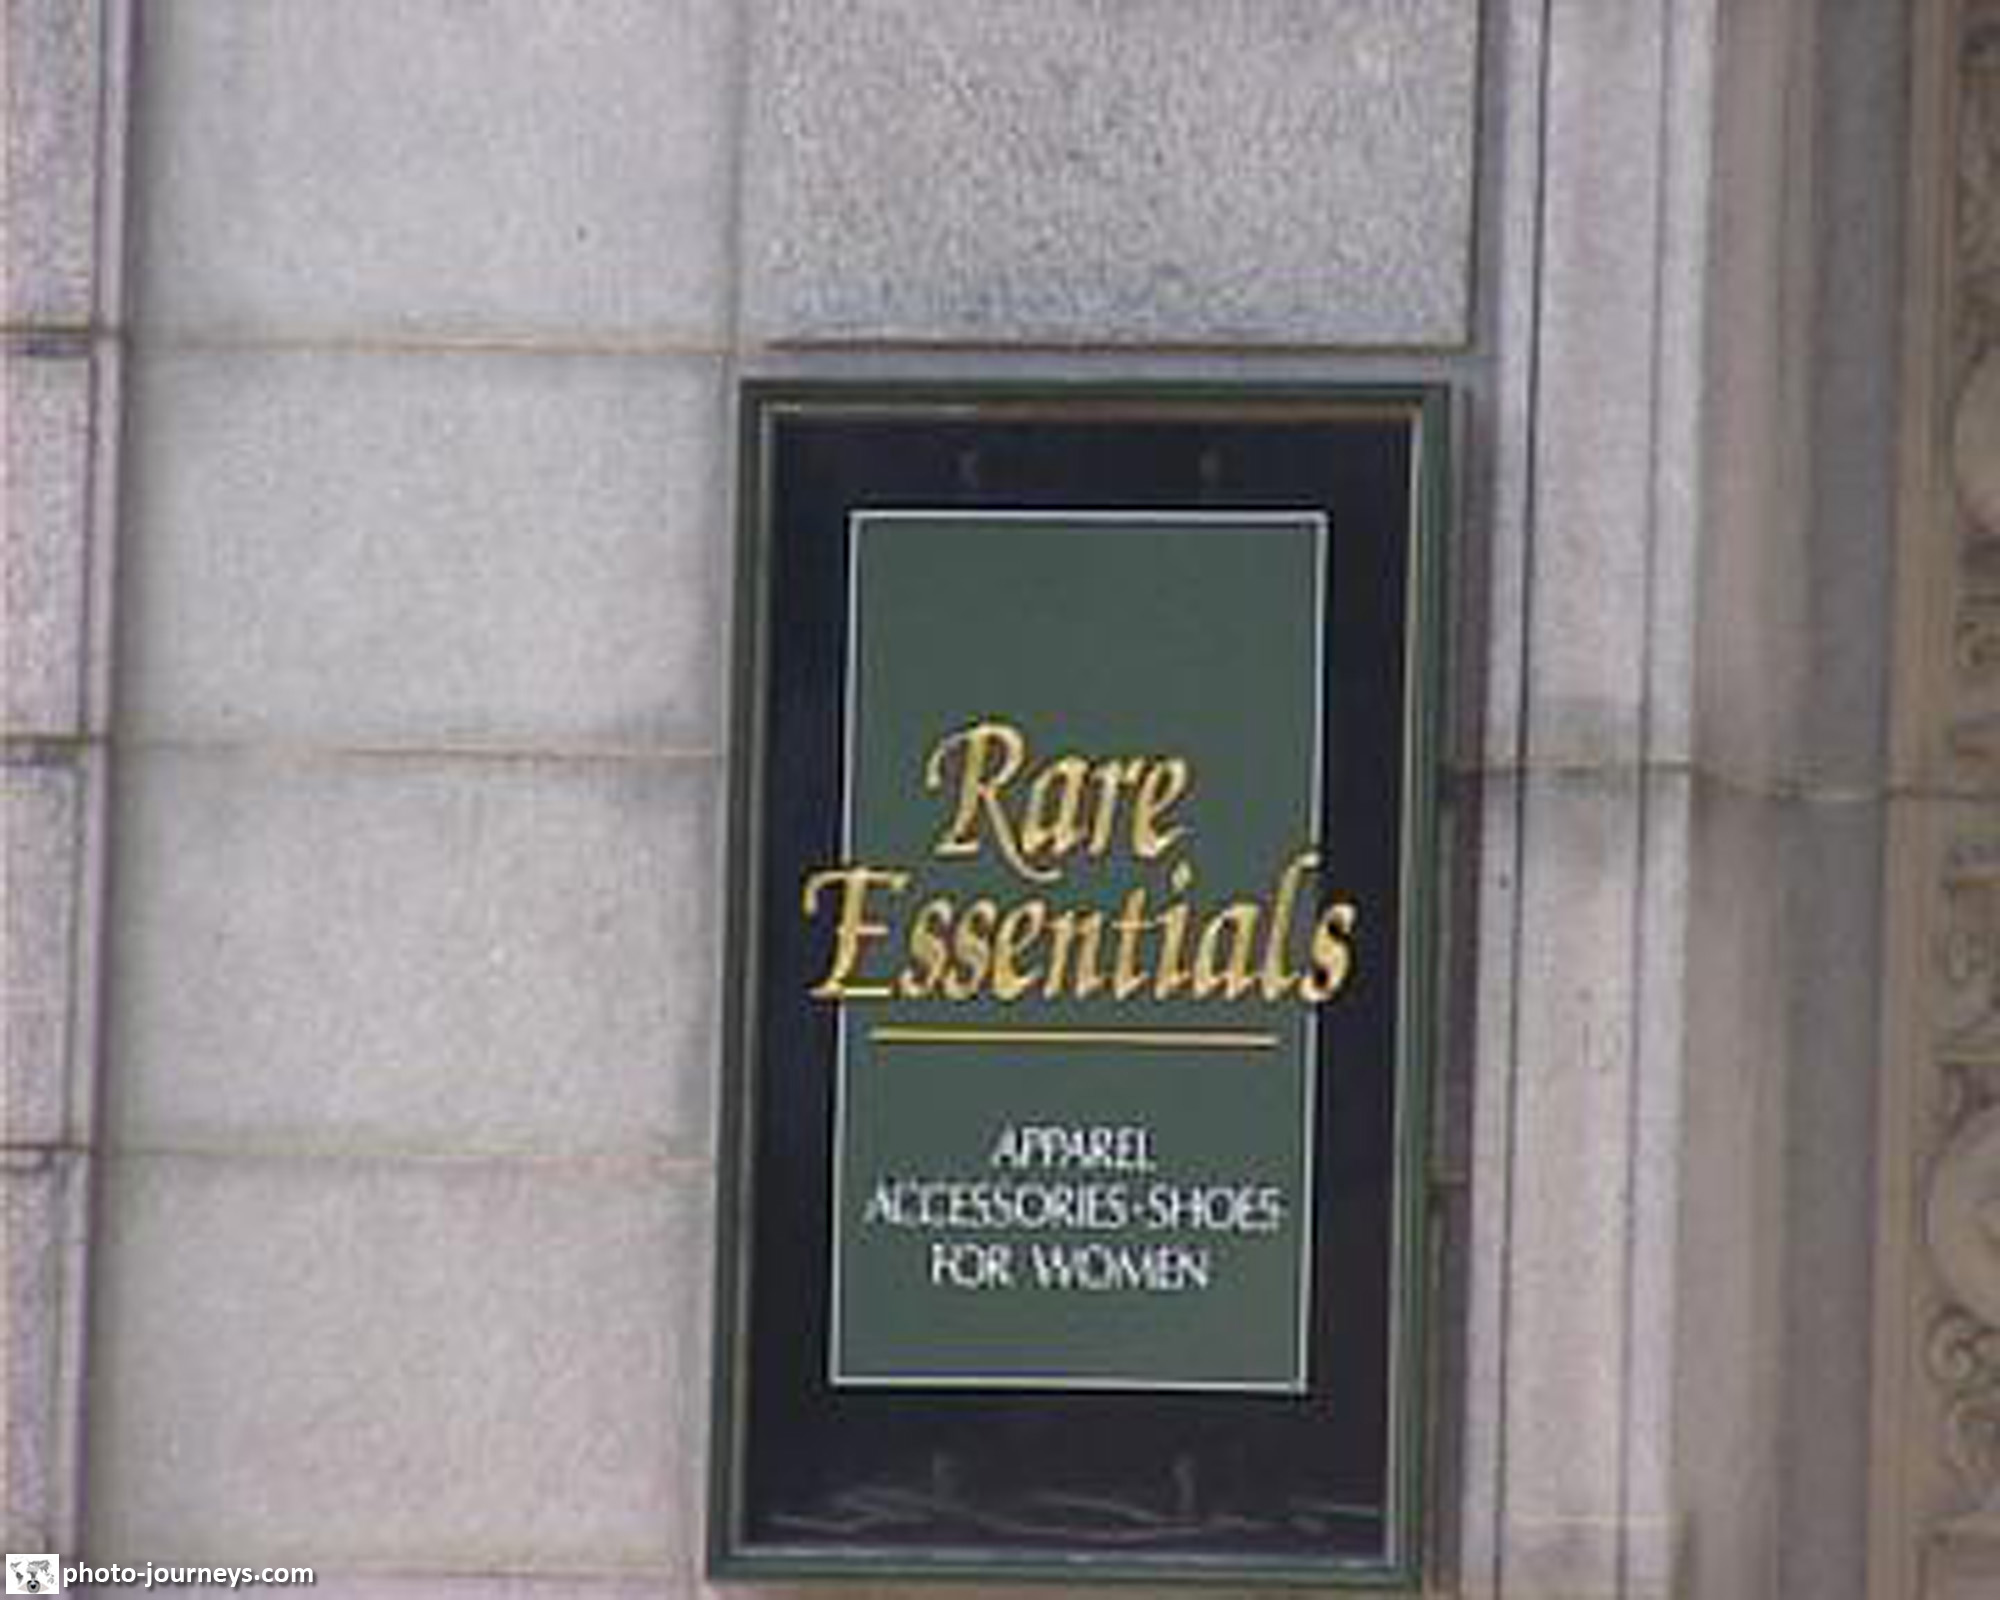 Rare
Essentials
APPAREL
ACCESSORIES·SHOES
FOR WOMEN
photo-journeys.com